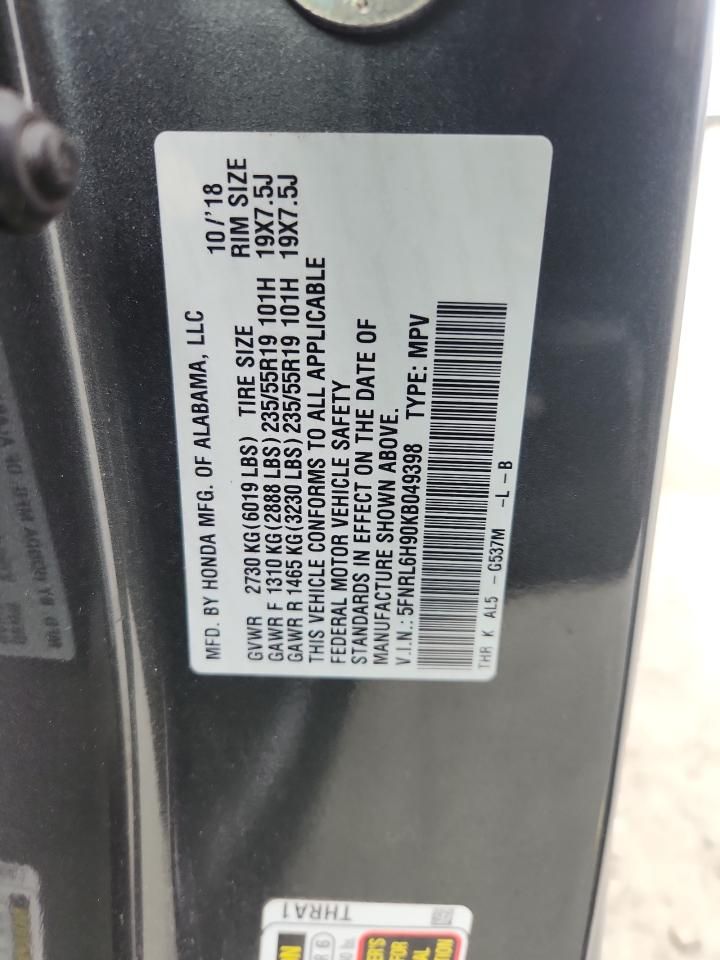 MFD. BY HONDA MFG. OF ALABAMA, LLC 10/'18
GVWR 2730 KG(6019 LBS) TIRE SIZE RIM SIZE
GAWR F 1310 KG(2888 LBS)235/55R19 101H 19X7.5J
GAWR R 1465 KG(3230 LBS)235/55R19 101H 19X7.5J
THIS VEHICLE CONFORMS TO ALL APPLICABLE
FEDERAL MOTOR VEHICLE SAFETY
STANDARDS IN EFFECT ON THE DATE OF
MANUFACTURE SHOWN ABOVE.
V.I.N.: 5FNRL6H90KB049398 TYPE: MPV
THR K AL5 - G537M -L-B
THRA1